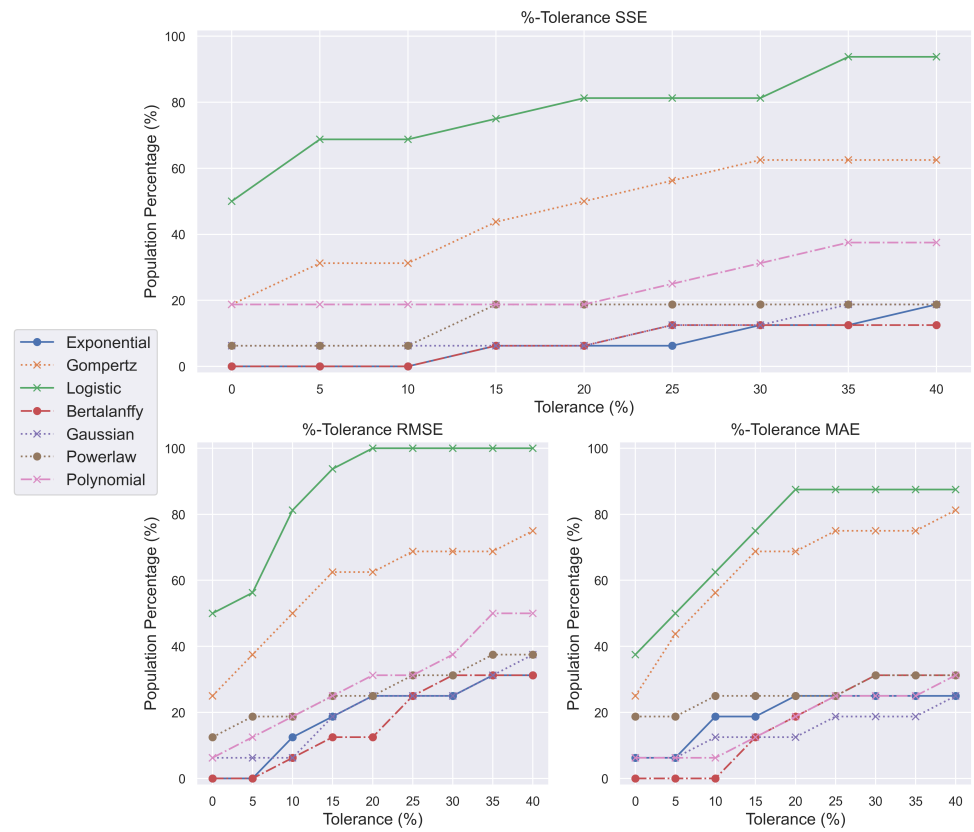 %-Tolerance SSE
100
80
60
40
20
0
Population Percentage (%)
0 5 10 15 20 25 30 35 40
Tolerance (%)
Exponential
Gompertz
Logistic
Bertalanffy
Gaussian
Powerlaw
Polynomial
%-Tolerance RMSE
100
80
60
40
20
0
Population Percentage (%)
0 5 10 15 20 25 30 35 40
Tolerance (%)
%-Tolerance MAE
100
80
60
40
20
0
Population Percentage (%)
0 5 10 15 20 25 30 35 40
Tolerance (%)